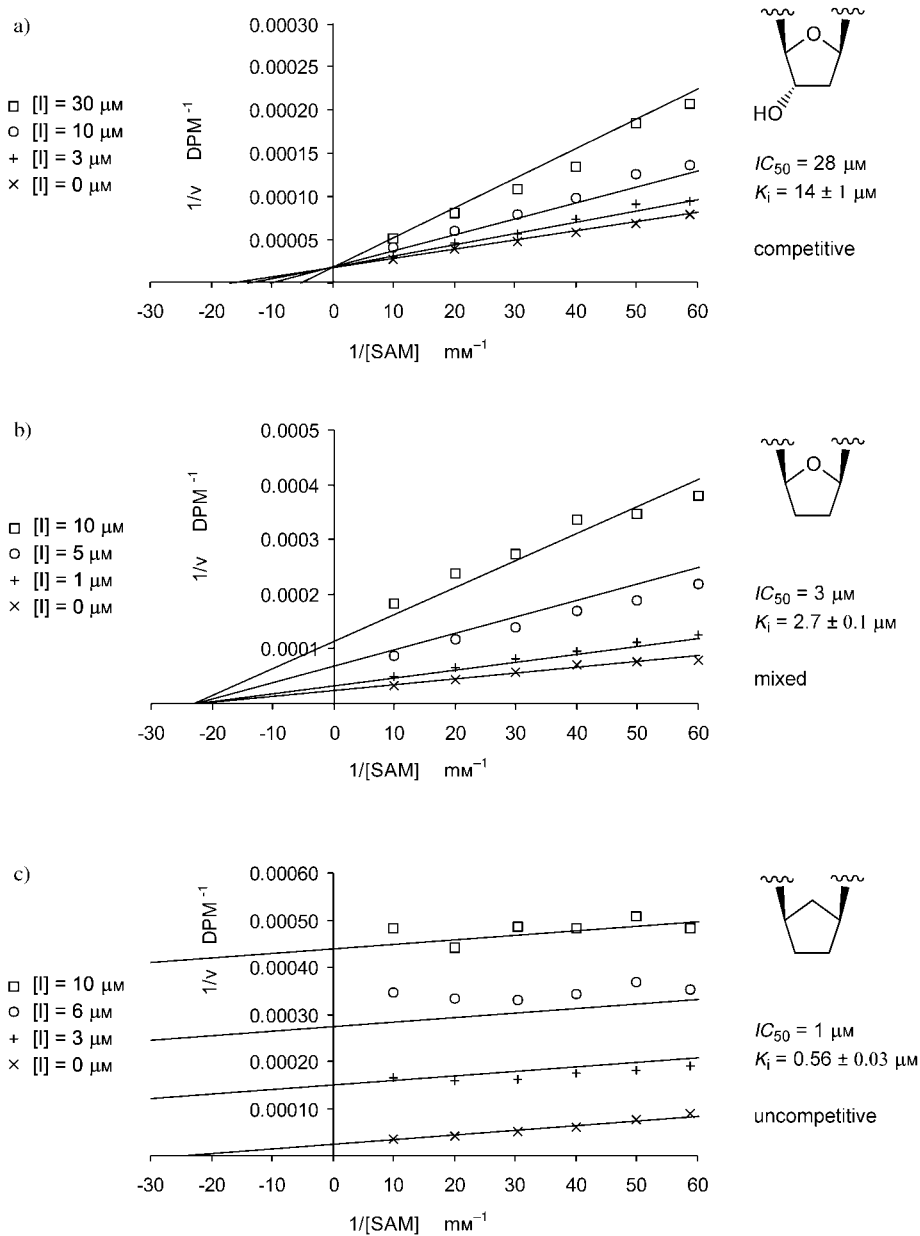 a)
[I] = 30 μM
[I] = 10 μM
[I] = 3 μM
[I] = 0 μM
1/v DPM⁻¹
0.00030
0.00025
0.00020
0.00015
0.00010
0.00005
-30 -20 -10 0 10 20 30 40 50 60
1/[SAM] mM⁻¹
O
HO
IC₅₀ = 28 μM
Kᵢ = 14 ± 1 μM
competitive
b)
[I] = 10 μM
[I] = 5 μM
[I] = 1 μM
[I] = 0 μM
1/v DPM⁻¹
0.0005
0.0004
0.0003
0.0002
0.0001
-30 -20 -10 0 10 20 30 40 50 60
1/[SAM] mM⁻¹
O
IC₅₀ = 3 μM
Kᵢ = 2.7 ± 0.1 μM
mixed
c)
[I] = 10 μM
[I] = 6 μM
[I] = 3 μM
[I] = 0 μM
1/v DPM⁻¹
0.00060
0.00050
0.00040
0.00030
0.00020
0.00010
-30 -20 -10 0 10 20 30 40 50 60
1/[SAM] mM⁻¹
IC₅₀ = 1 μM
Kᵢ = 0.56 ± 0.03 μM
uncompetitive